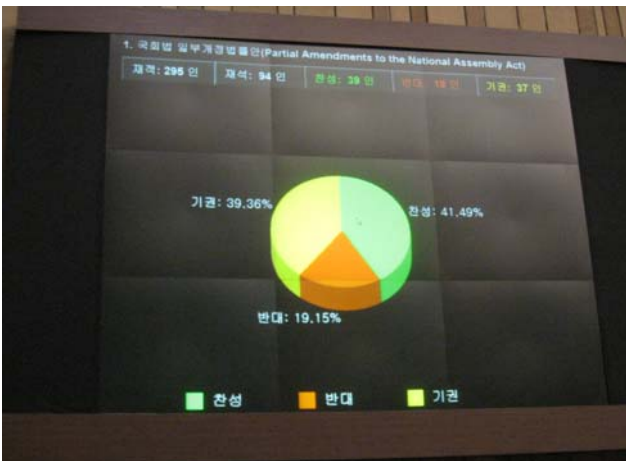 1. 국회법 일부개정법률안(Partial Amendments to the National Assembly Act)
재적: 295 인 재석: 94 인 찬성: 39 인 반대: 18 인 기권: 37 인
기권: 39.36%
찬성: 41.49%
반대: 19.15%
찬성 반대 기권